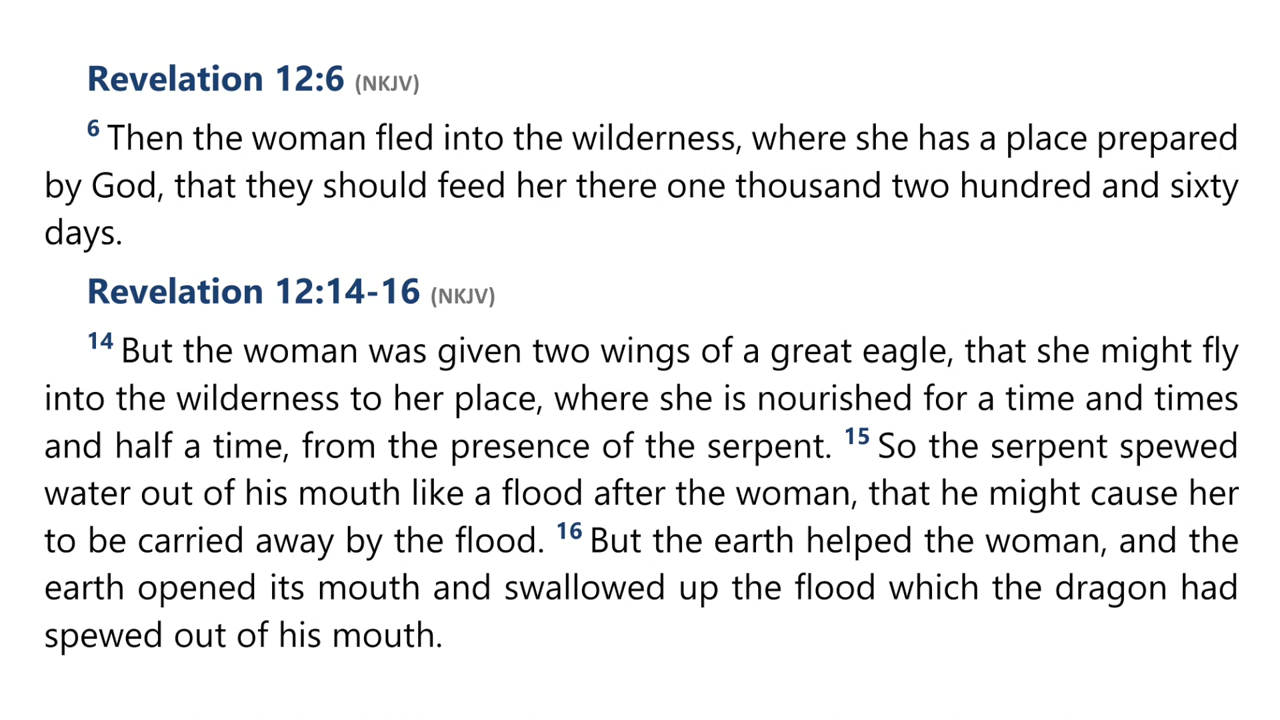 Revelation 12:6 (NKJV)
6 Then the woman fled into the wilderness, where she has a place prepared
by God, that they should feed her there one thousand two hundred and sixty
days.
Revelation 12:14-16 (NKJV)
14 But the woman was given two wings of a great eagle, that she might fly
into the wilderness to her place, where she is nourished for a time and times
and half a time, from the presence of the serpent. 15 So the serpent spewed
water out of his mouth like a flood after the woman, that he might cause her
to be carried away by the flood. 16 But the earth helped the woman, and the
earth opened its mouth and swallowed up the flood which the dragon had
spewed out of his mouth.